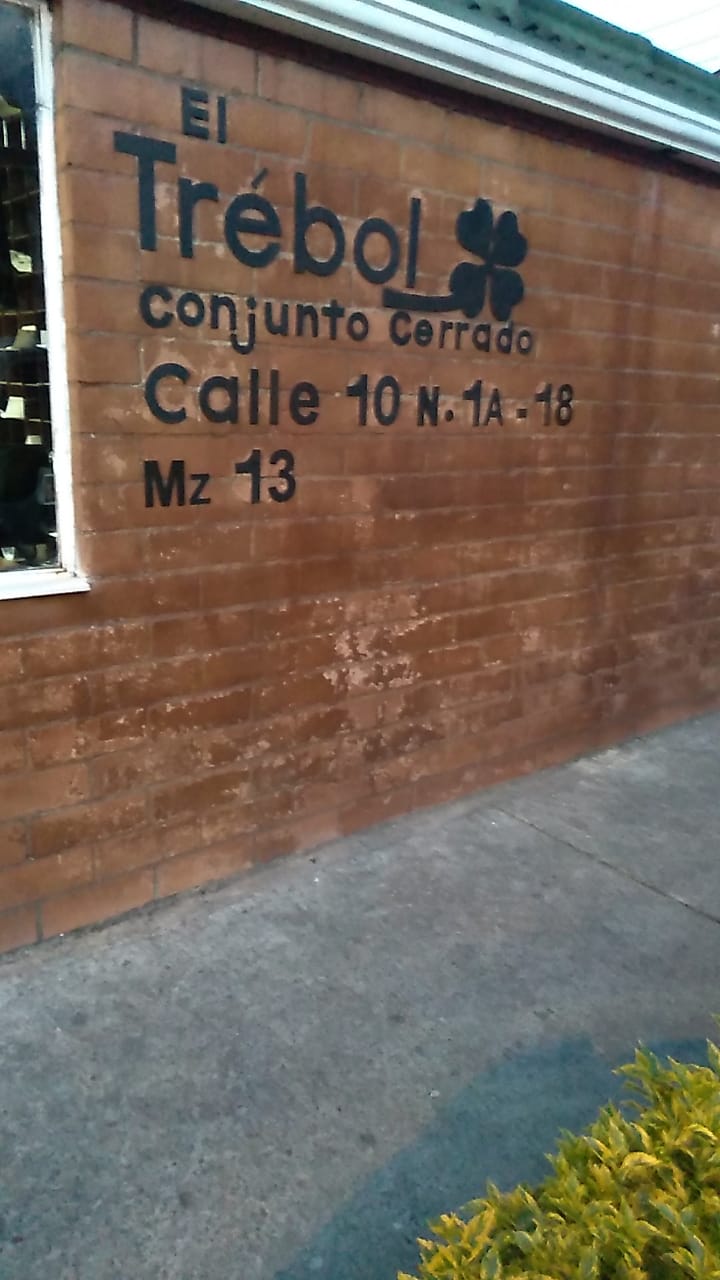 El
Trébol
conjunto cerrado
Calle 10 N. 1A - 18
Mz 13